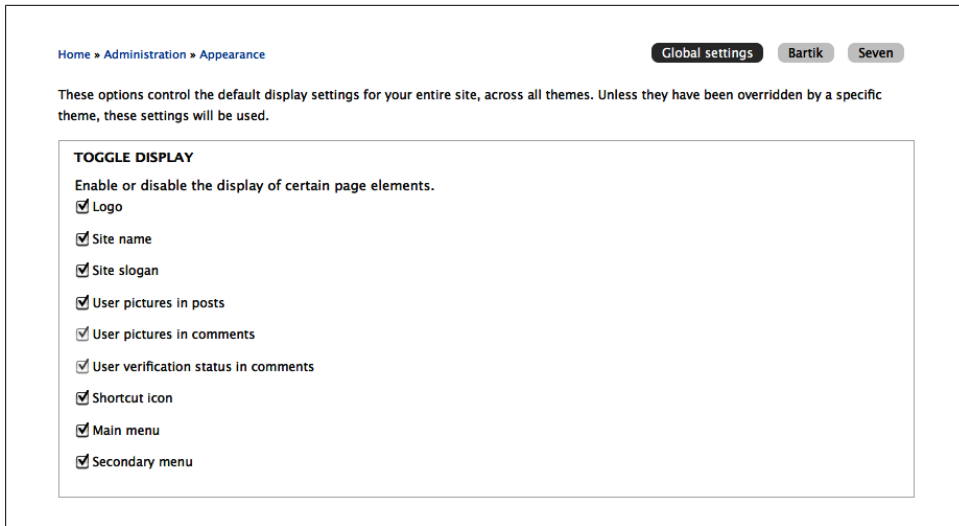 Home » Administration » Appearance
Global settings
Bartik
Seven
These options control the default display settings for your entire site, across all themes. Unless they have been overridden by a specific
theme, these settings will be used.
TOGGLE DISPLAY
Enable or disable the display of certain page elements.
Logo
Site name
Site slogan
User pictures in posts
User pictures in comments
User verification status in comments
Shortcut icon
Main menu
Secondary menu